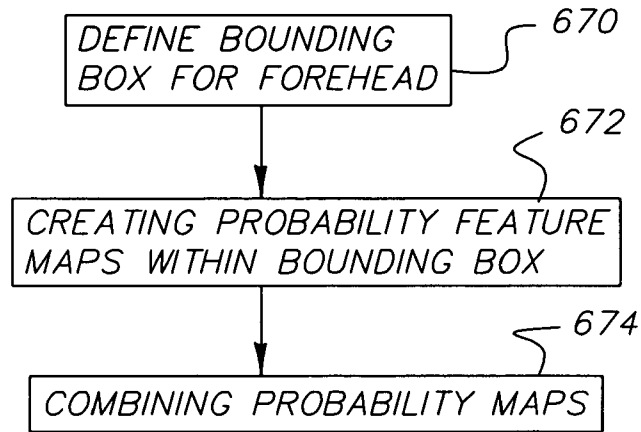 DEFINE BOUNDING
BOX FOR FOREHEAD
670
672
CREATING PROBABILITY FEATURE
MAPS WITHIN BOUNDING BOX
674
COMBINING PROBABILITY MAPS